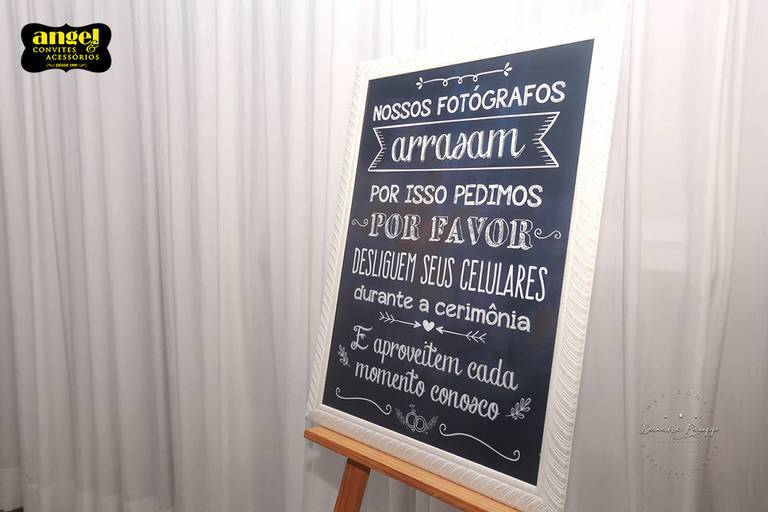 angel
CONVITES &
ACESSÓRIOS
NOSSOS FOTÓGRAFOS
arrasam
POR ISSO PEDIMOS
POR FAVOR
DESLIGUEM SEUS CELULARES
durante a cerimônia
E aproveitem cada
momento conosco